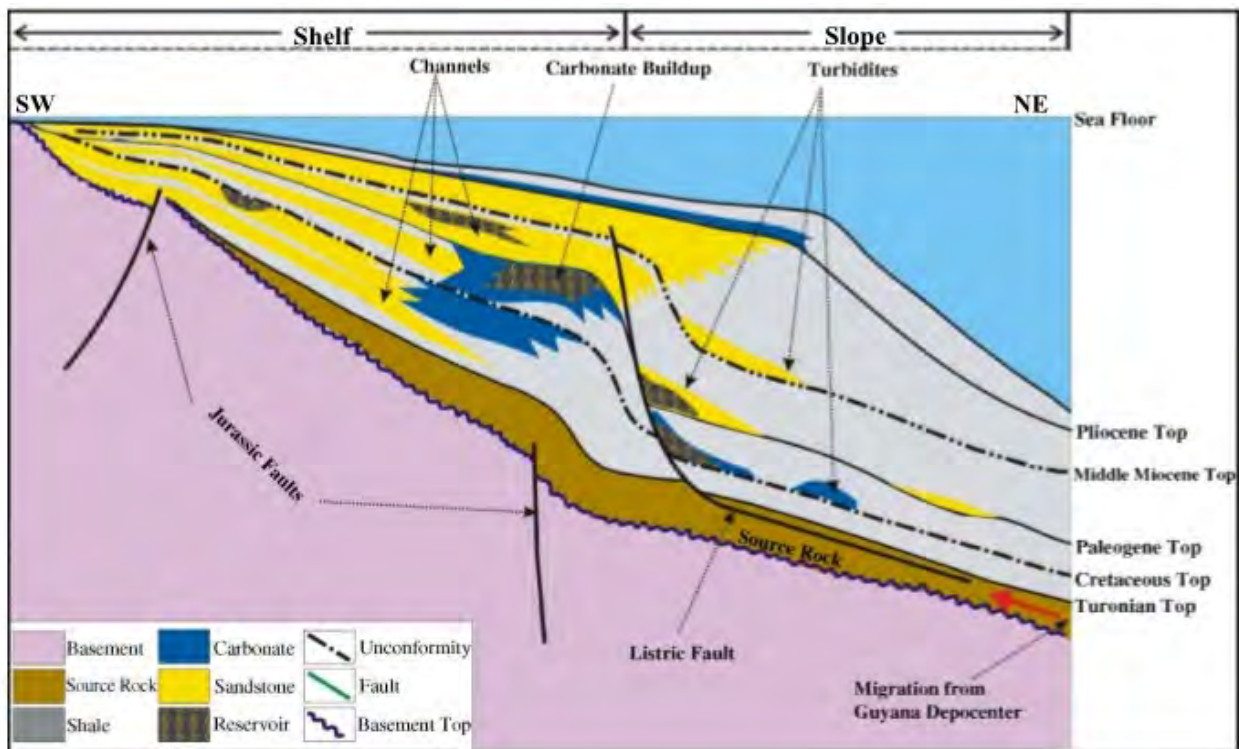 Shelf
Slope
Channels
Carbonate Buildup
Turbidites
SW
NE
Sea Floor
Jurassic Faults
Pliocene Top
Middle Miocene Top
Source Rock
Paleogene Top
Cretaceous Top
Turonian Top
Listric Fault
Migration from
Guyana Depocenter
Basement
Carbonate
Unconformity
Source Rock
Sandstone
Fault
Shale
Reservoir
Basement Top